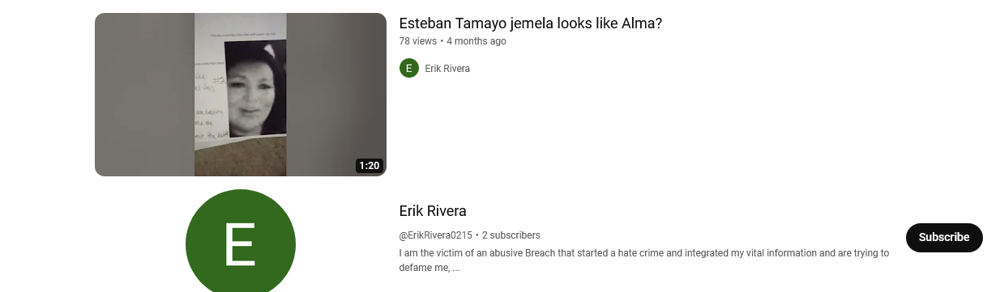 Esteban Tamayo jemela looks like Alma?
78 views • 4 months ago
E Erik Rivera
#2
1:20
E
Erik Rivera
@ErikRivera0215 • 2 subscribers
Subscribe
I am the victim of an abusive Breach that started a hate crime and integrated my vital information and are trying to
defame me, ...